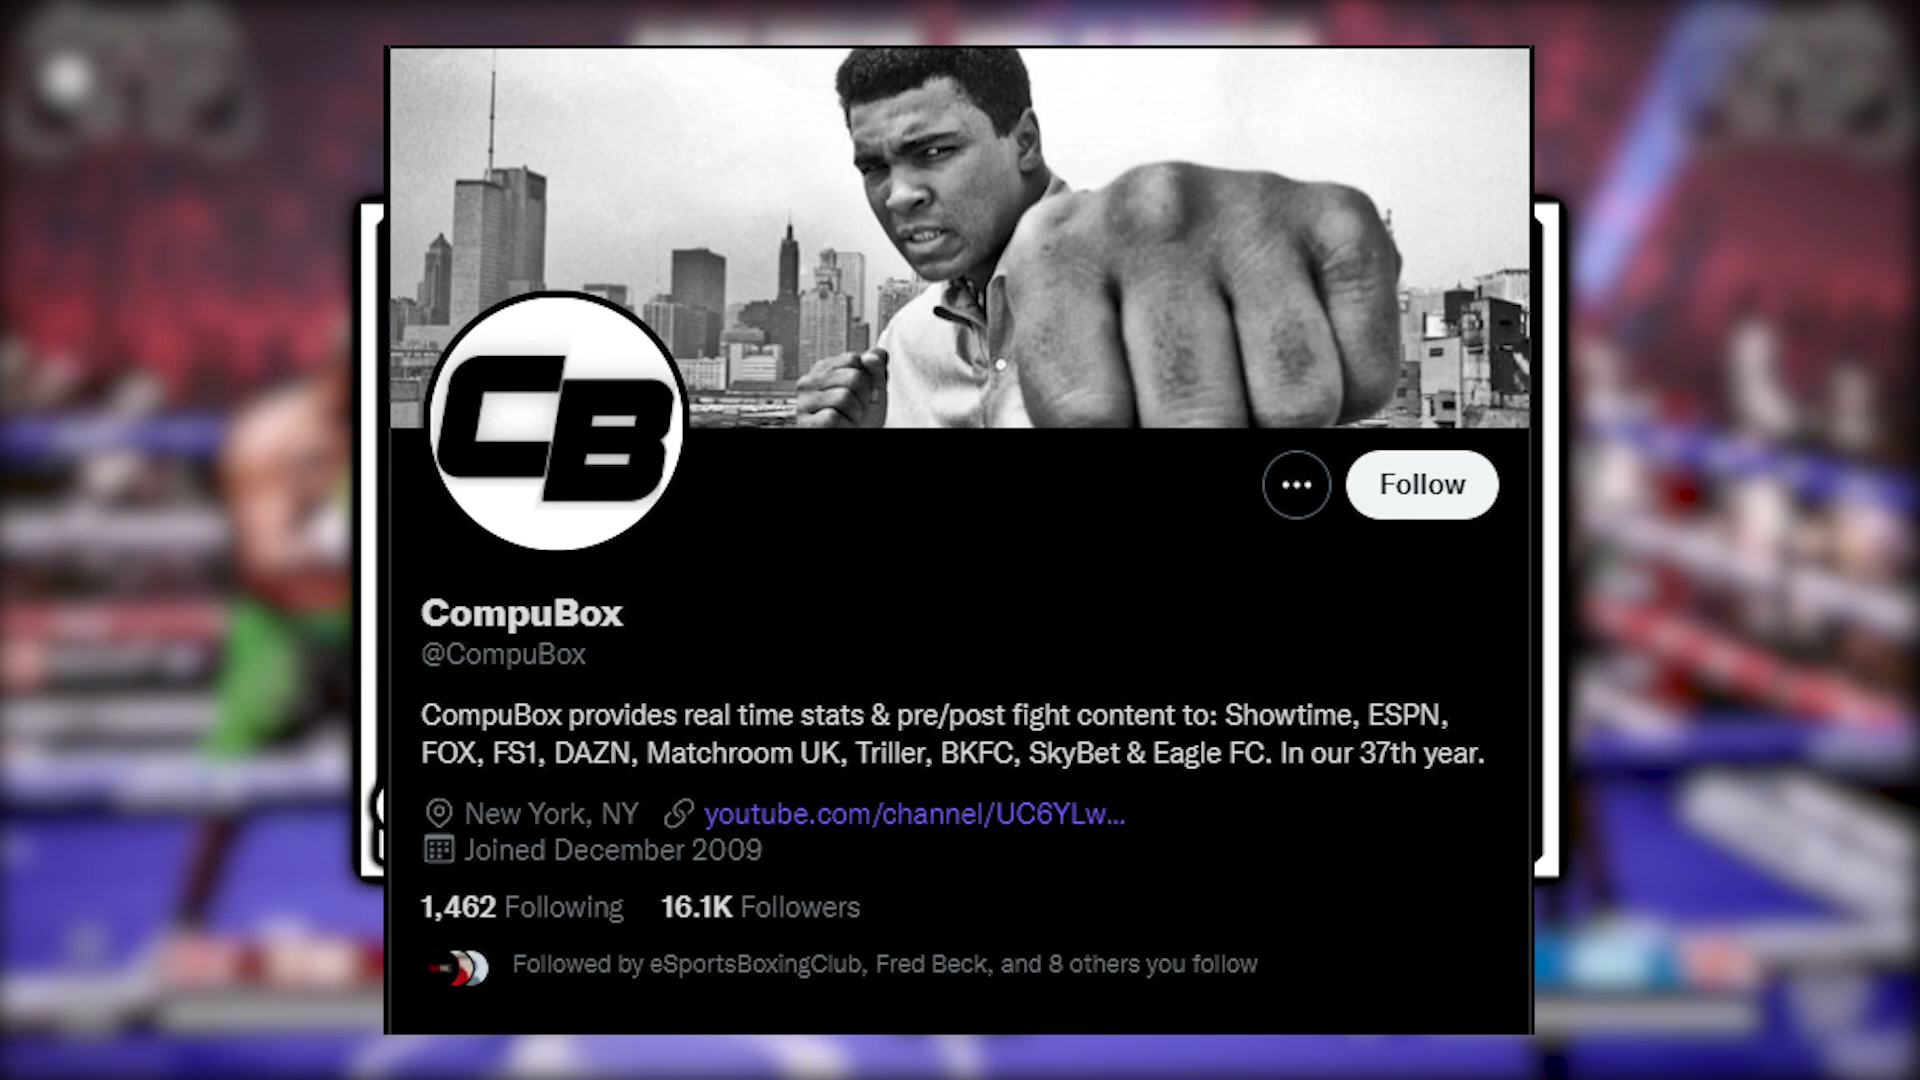 CB
Follow
CompuBox
@CompuBox
CompuBox provides real time stats & pre/post fight content to: Showtime, ESPN,
FOX, FS1, DAZN, Matchroom UK, Triller, BKFC, SkyBet & Eagle FC. In our 37th year.
New York, NY youtube.com/channel/UC6YLw...
Joined December 2009
1,462 Following 16.1K Followers
Followed by eSportsBoxingClub, Fred Beck, and 8 others you follow